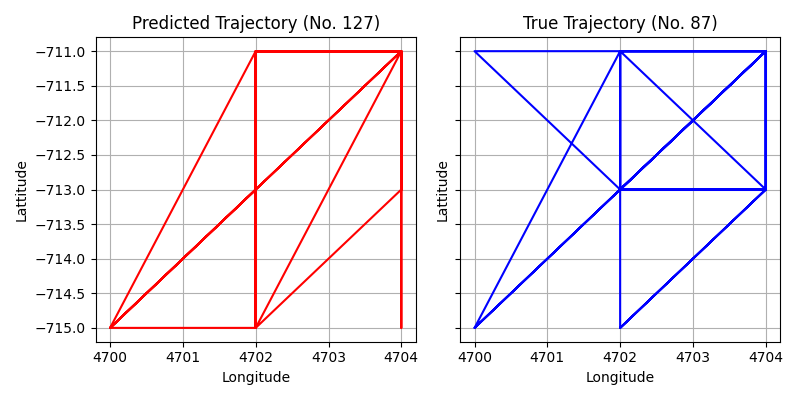 Predicted Trajectory (No. 127)
True Trajectory (No. 87)
−711.0
−711.5
−712.0
−712.5
−713.0
−713.5
−714.0
−714.5
−715.0
Lattitude
Lattitude
4700 4701 4702 4703 4704
4700 4701 4702 4703 4704
Longitude
Longitude